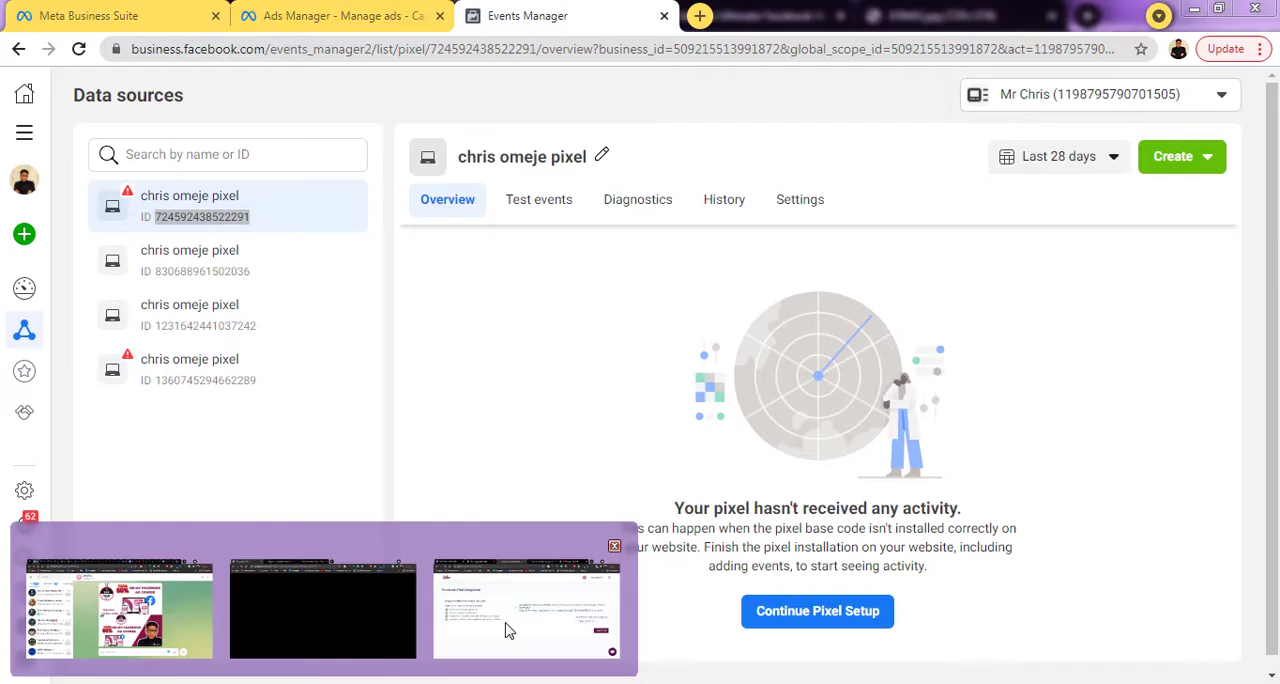 Meta Business Suite
Ads Manager - Manage ads - Ca
Events Manager
business.facebook.com/events_manager2/list/pixel/724592438522291/overview?business_id=509215513991872&global_scope_id=509215513991872&act=1198795790...
Update
Data sources
Mr Chris (1198795790701505)
Search by name or ID
chris omeje pixel
Last 28 days
Create
chris omeje pixel
ID 724592438522291
Overview
Test events
Diagnostics
History
Settings
chris omeje pixel
ID 830688961502036
chris omeje pixel
ID 1231642441037242
chris omeje pixel
ID 1360745294662289
62
Your pixel hasn't received any activity.
s can happen when the pixel base code isn't installed correctly on
ur website. Finish the pixel installation on your website, including
adding events, to start seeing activity.
Continue Pixel Setup